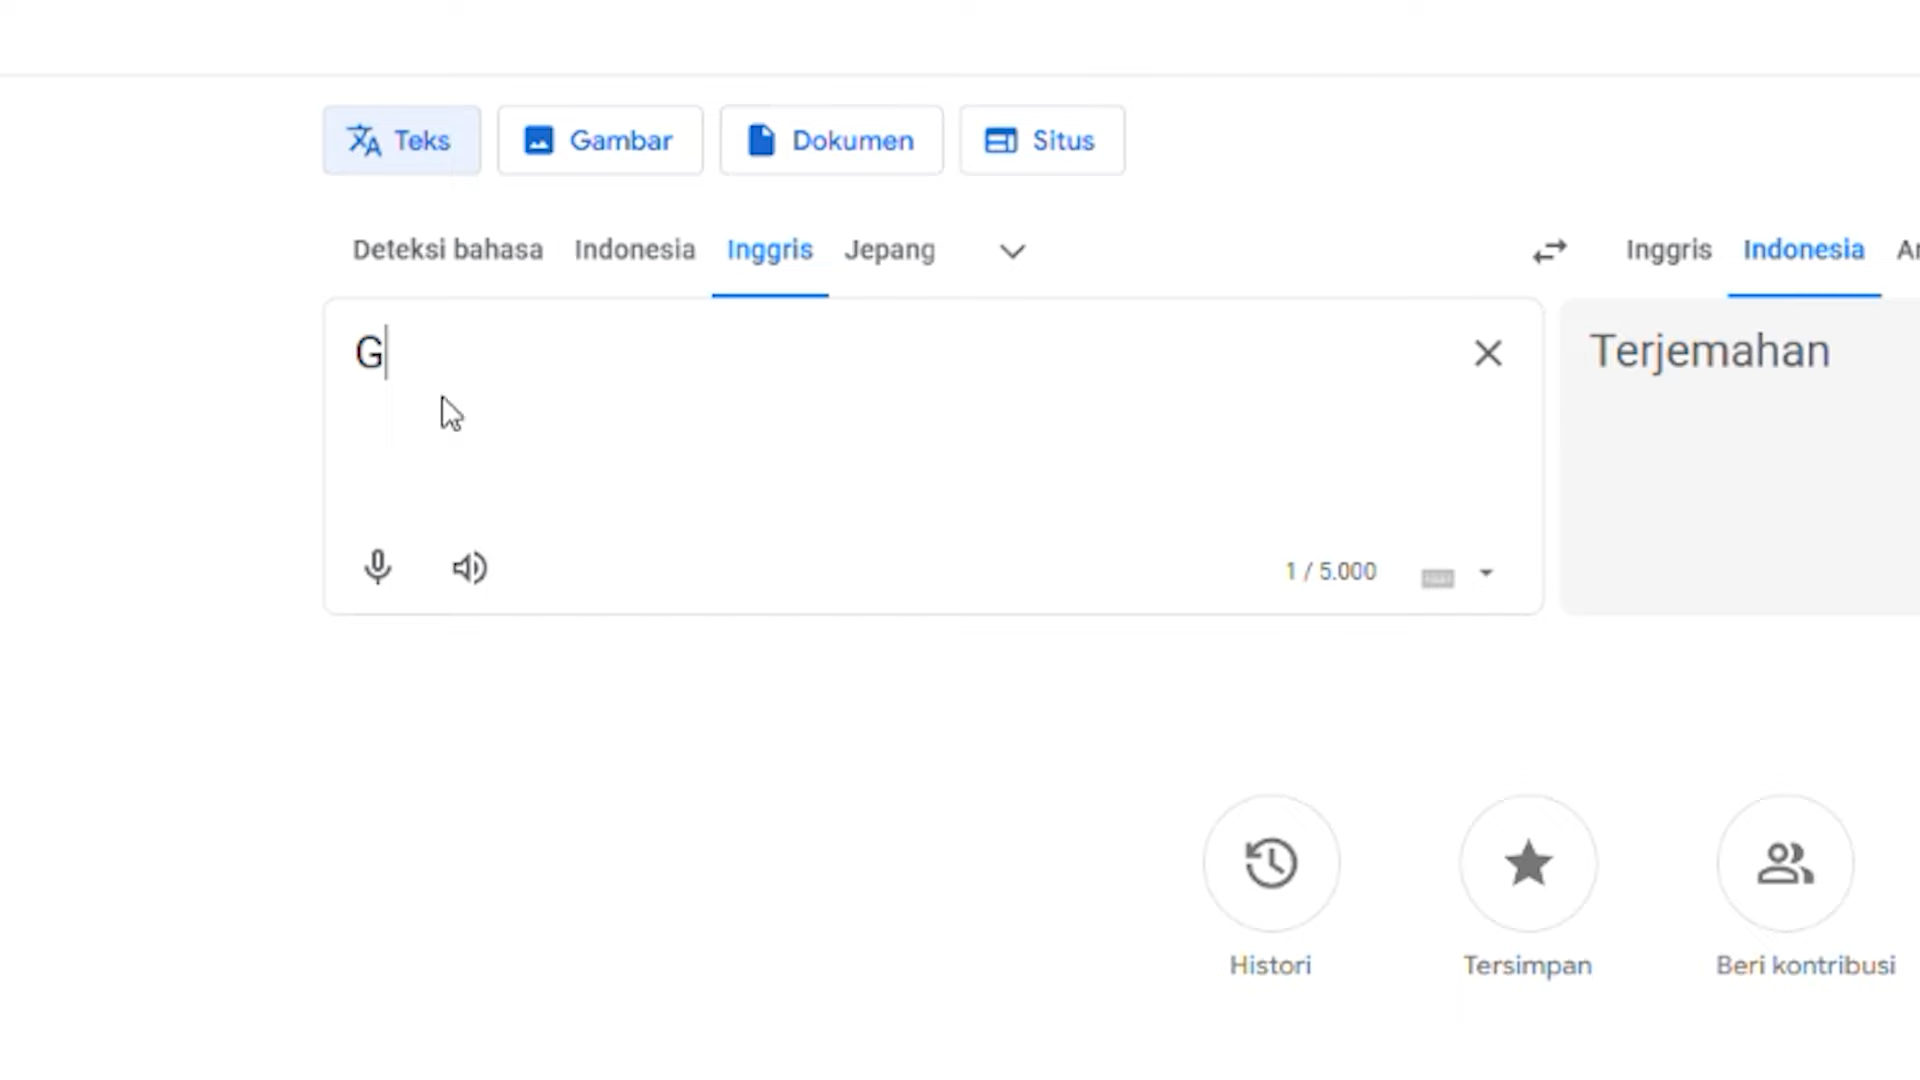 Teks Gambar Dokumen Situs
Deteksi bahasa Indonesia Inggris Jepang Inggris Indonesia
G Terjemahan
1 / 5.000
Histori Tersimpan Beri kontribusi